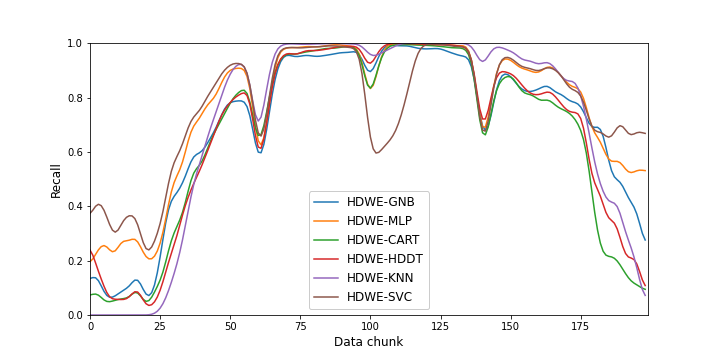 1.0
0.8
0.6
0.4
0.2
0.0
Recall
HDWE-GNB
HDWE-MLP
HDWE-CART
HDWE-HDDT
HDWE-KNN
HDWE-SVC
0 25 50 75 100 125 150 175
Data chunk